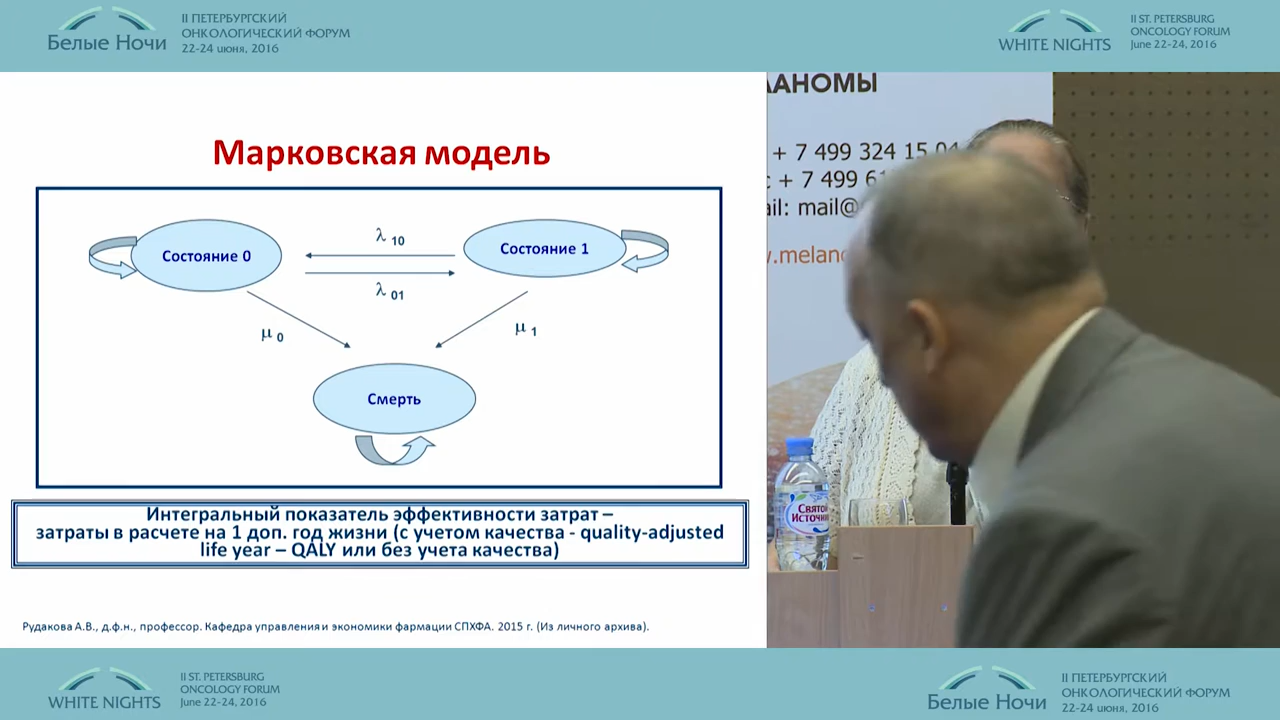 Белые Ночи
II ПЕТЕРБУРГСКИЙ
ОНКОЛОГИЧЕСКИЙ ФОРУМ
22-24 июня, 2016
WHITE NIGHTS
II ST. PETERSBURG
ONCOLOGY FORUM
June 22-24, 2016
Марковская модель
Состояние 0
λ 10
Состояние 1
λ 01
μ 0
μ 1
Смерть
Интегральный показатель эффективности затрат –
затраты в расчете на 1 доп. год жизни (с учетом качества - quality-adjusted
life year – QALY или без учета качества)
Рудакова А.В., д.ф.н., профессор. Кафедра управления и экономики фармации СПХФА. 2015 г. (Из личного архива).
+ 7 499 324 15 04
+ 7 499
mail@
СВЯТОЙ
ИСТОЧНИК
WHITE NIGHTS
II ST. PETERSBURG
ONCOLOGY FORUM
June 22-24, 2016
Белые Ночи
II ПЕТЕРБУРГСКИЙ
ОНКОЛОГИЧЕСКИЙ ФОРУМ
22-24 июня, 2016